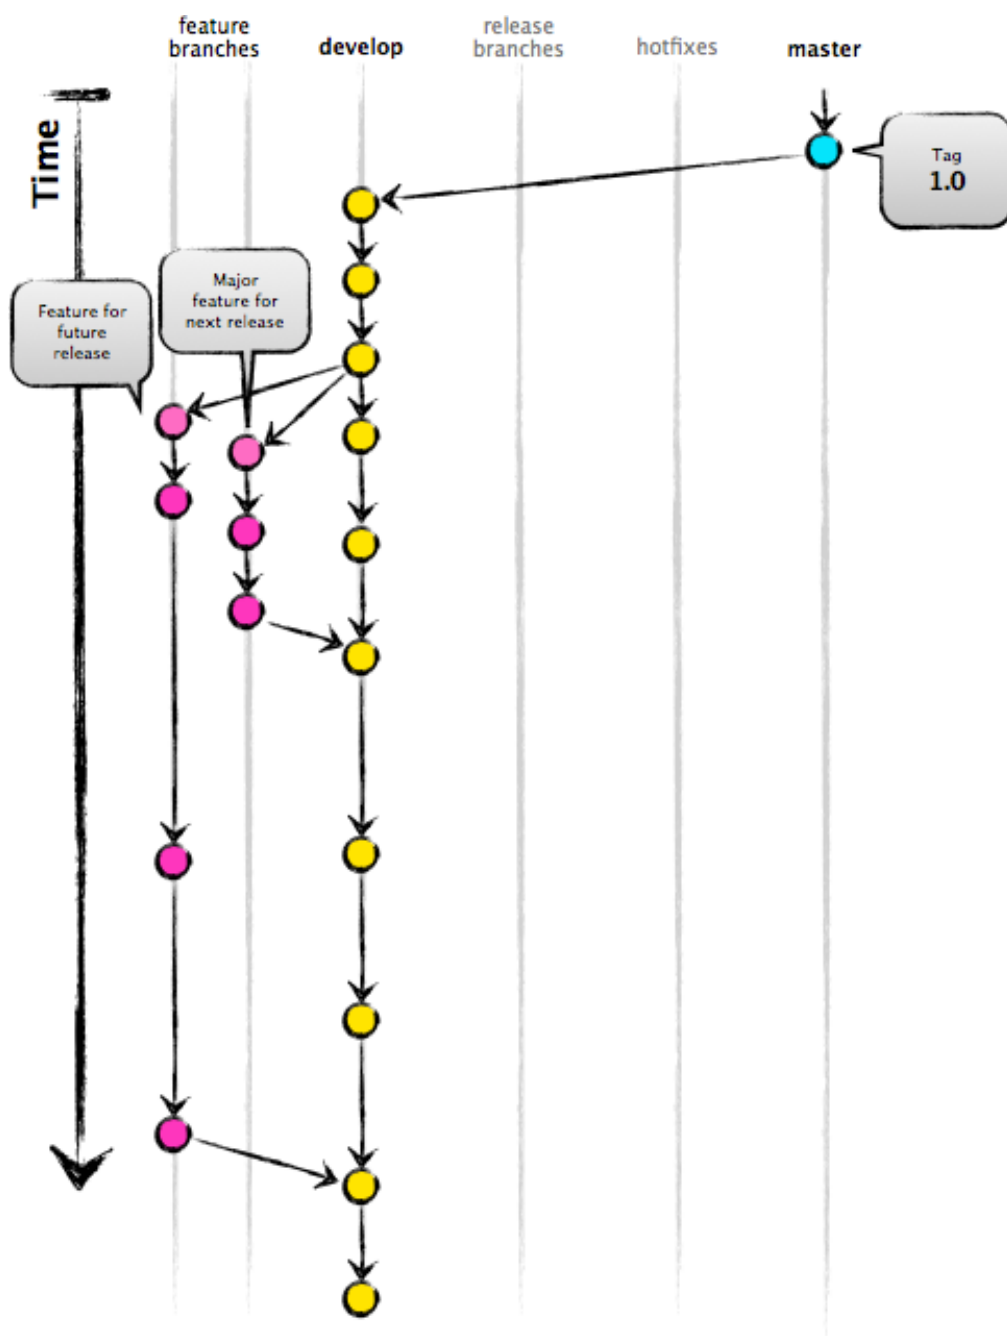 feature
branches
develop
release
branches
hotfixes
master
Time
Tag
1.0
Major
feature for
next release
Feature for
future
release